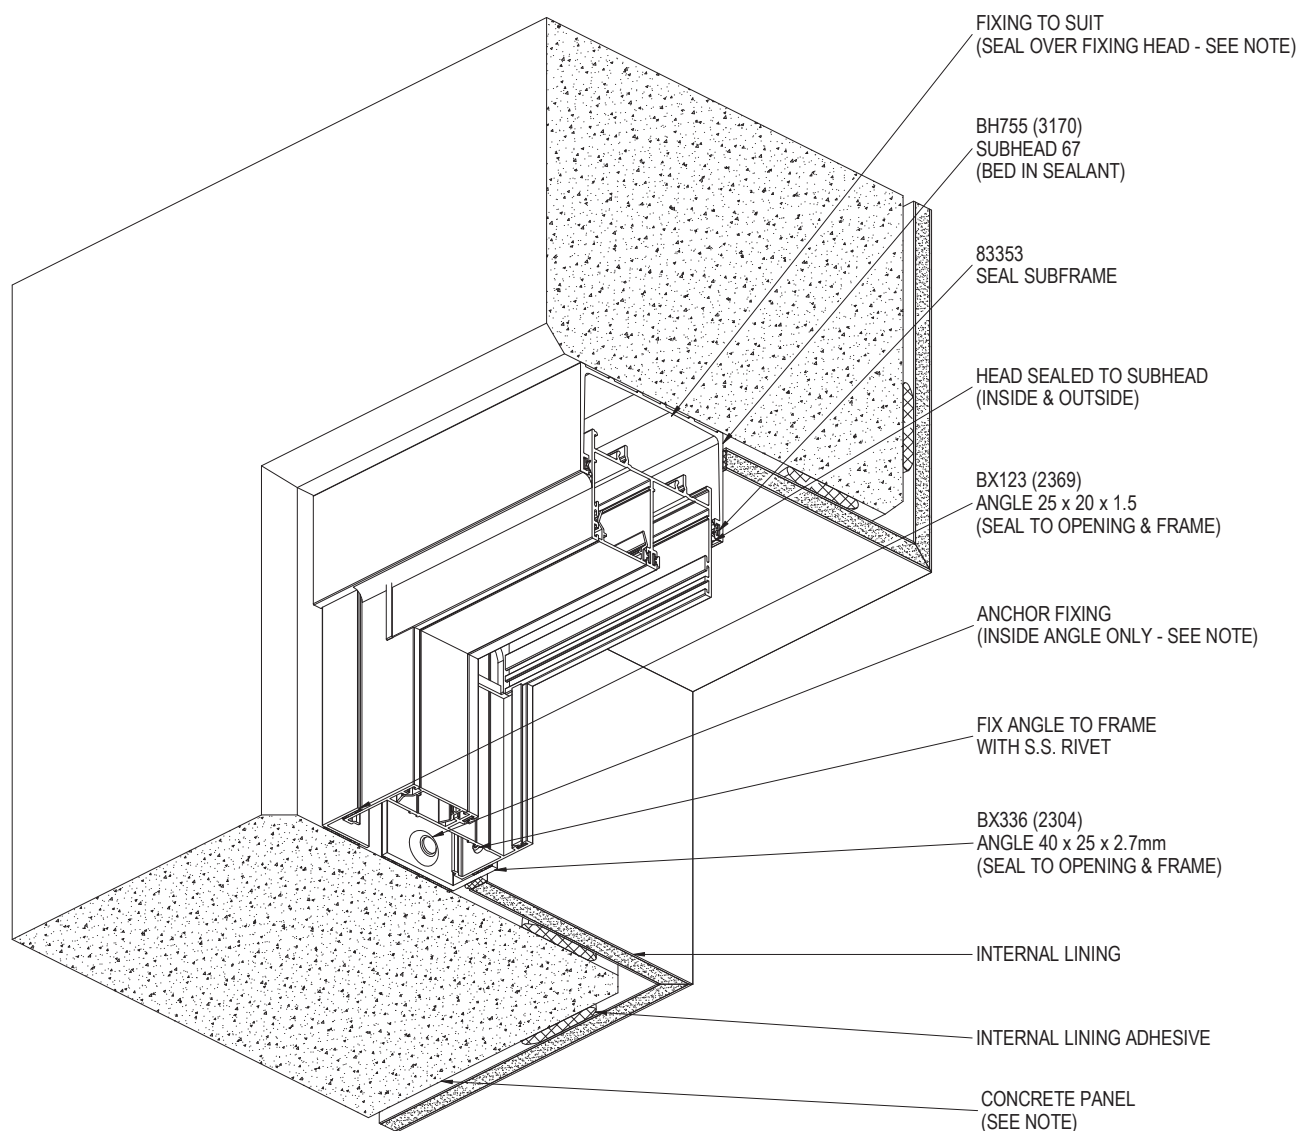 FIXING TO SUIT
(SEAL OVER FIXING HEAD - SEE NOTE)
BH755 (3170)
SUBHEAD 67
(BED IN SEALANT)
83353
SEAL SUBFRAME
HEAD SEALED TO SUBHEAD
(INSIDE & OUTSIDE)
BX123 (2369)
ANGLE 25 x 20 x 1.5
(SEAL TO OPENING & FRAME)
ANCHOR FIXING
(INSIDE ANGLE ONLY - SEE NOTE)
FIX ANGLE TO FRAME
WITH S.S. RIVET
BX336 (2304)
ANGLE 40 x 25 x 2.7mm
(SEAL TO OPENING & FRAME)
INTERNAL LINING
INTERNAL LINING ADHESIVE
CONCRETE PANEL
(SEE NOTE)